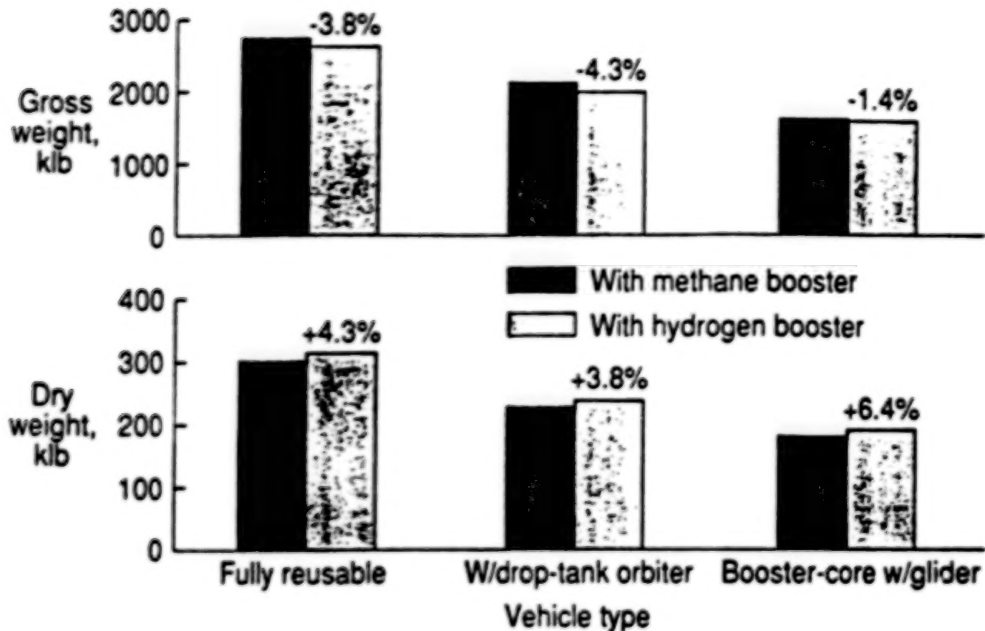 3000
2000
1000
0
Gross
weight,
klb
-3.8%
-4.3%
-1.4%
With methane booster
With hydrogen booster
400
300
200
100
0
Dry
weight,
klb
+4.3%
+3.8%
+6.4%
Fully reusable
W/drop-tank orbiter
Booster-core w/glider
Vehicle type